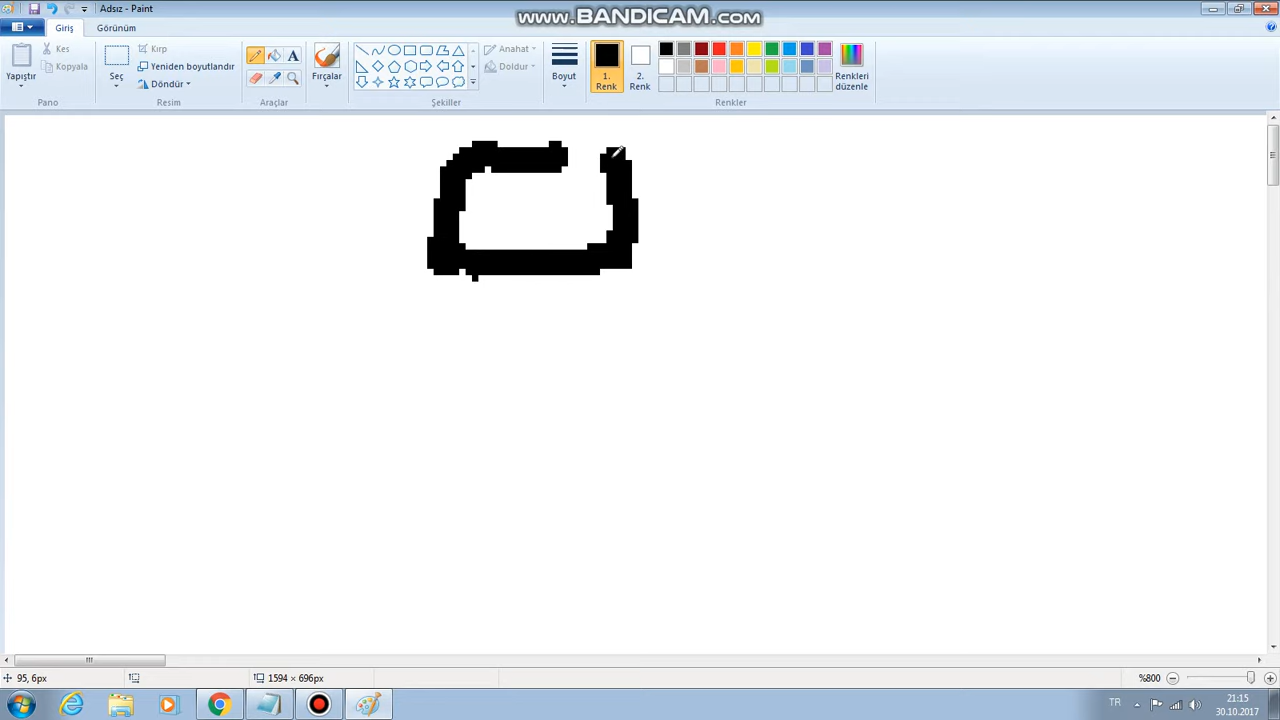 Adsız - Paint
www.BANDICAM.com
Giriş
Görünüm
Yapıştır
Kes
Kopyala
Pano
Seç
Kırp
Yeniden boyutlandır
Döndür
Resim
A
Araçlar
Fırçalar
Anahat
Doldur
Şekiller
Boyut
1.
Renk
2.
Renk
Renkleri
düzenle
Renkler
95, 6px
1594 × 696px
%800
TR
21:15
30.10.2017